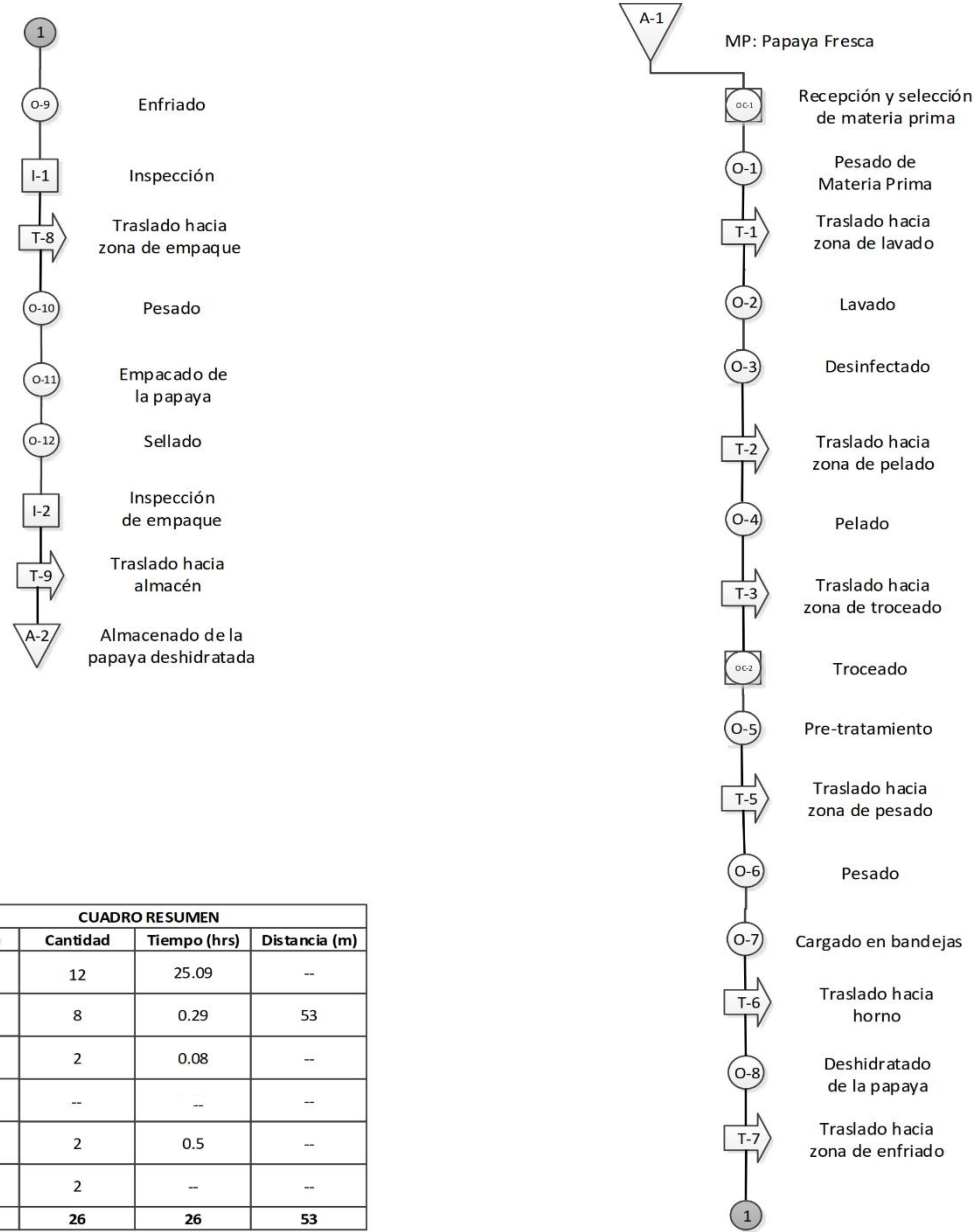 1
O-9
Enfriado
I-1
Inspección
T-8
Traslado hacia
zona de empaque
O-10
Pesado
O-11
Empacado de
la papaya
O-12
Sellado
I-2
Inspección
de empaque
T-9
Traslado hacia
almacén
A-2
Almacenado de la
papaya deshidratada
CUADRO RESUMEN
Cantidad Tiempo (hrs) Distancia (m)
12 25.09 --
8 0.29 53
2 0.08 --
-- -- --
2 0.5 --
2 -- --
26 26 53
A-1
MP: Papaya Fresca
OC-1
Recepción y selección
de materia prima
O-1
Pesado de
Materia Prima
T-1
Traslado hacia
zona de lavado
O-2
Lavado
O-3
Desinfectado
T-2
Traslado hacia
zona de pelado
O-4
Pelado
T-3
Traslado hacia
zona de troceado
OC-2
Troceado
O-5
Pre-tratamiento
T-5
Traslado hacia
zona de pesado
O-6
Pesado
O-7
Cargado en bandejas
T-6
Traslado hacia
horno
O-8
Deshidratado
de la papaya
T-7
Traslado hacia
zona de enfriado
1